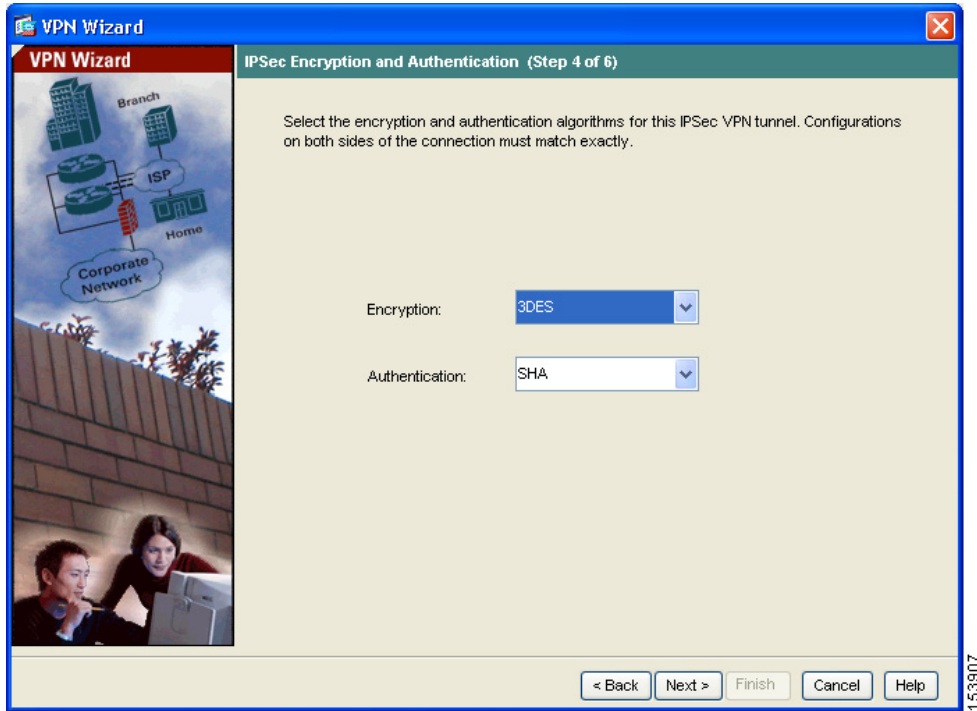 VPN Wizard
VPN Wizard
IPSec Encryption and Authentication (Step 4 of 6)
Branch
ISP
Home
Corporate
Network
Select the encryption and authentication algorithms for this IPSec VPN tunnel. Configurations
on both sides of the connection must match exactly.
Encryption:
3DES
Authentication:
SHA
< Back
Next >
Finish
Cancel
Help
153907